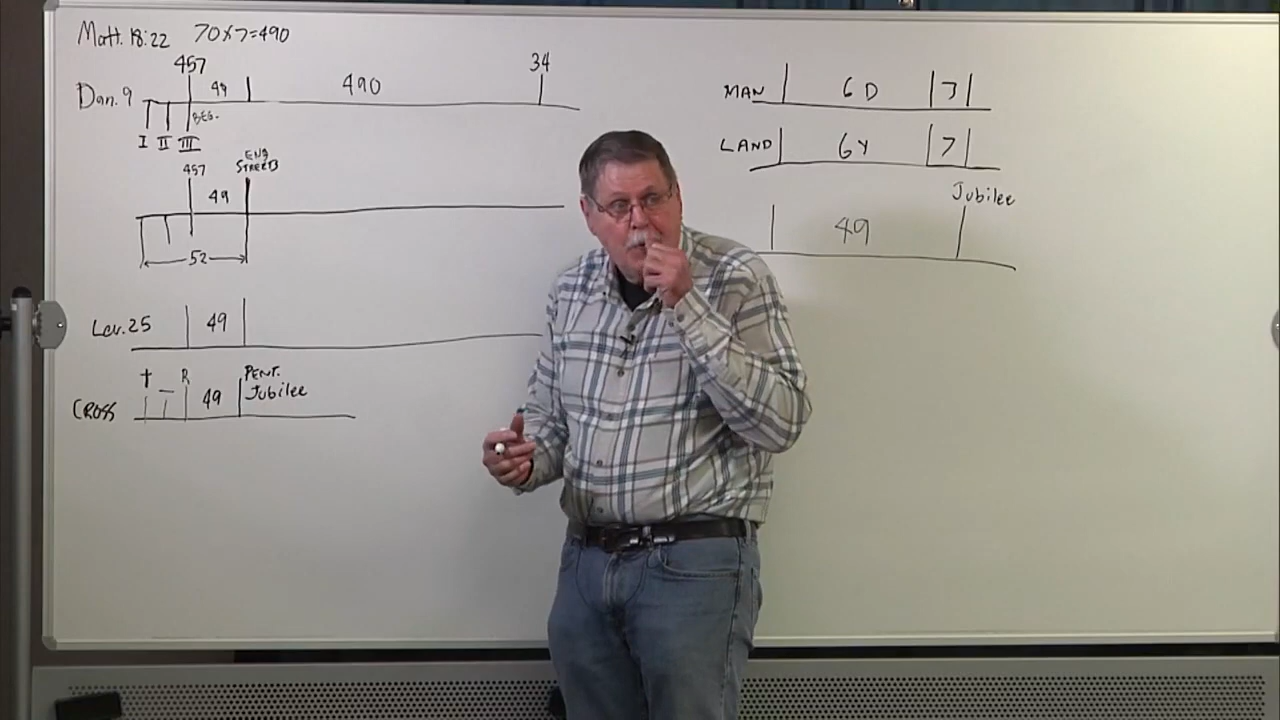 Matt. 18:22 70x7=490
457 34
Dan. 9 49 490
BEG.
I II III
457 END STREETS
49
52
Lev. 25 49
† — R PENT.
CROSS 49 Jubilee
MAN 6 D 7
LAND 6 Y 7
Jubilee
49